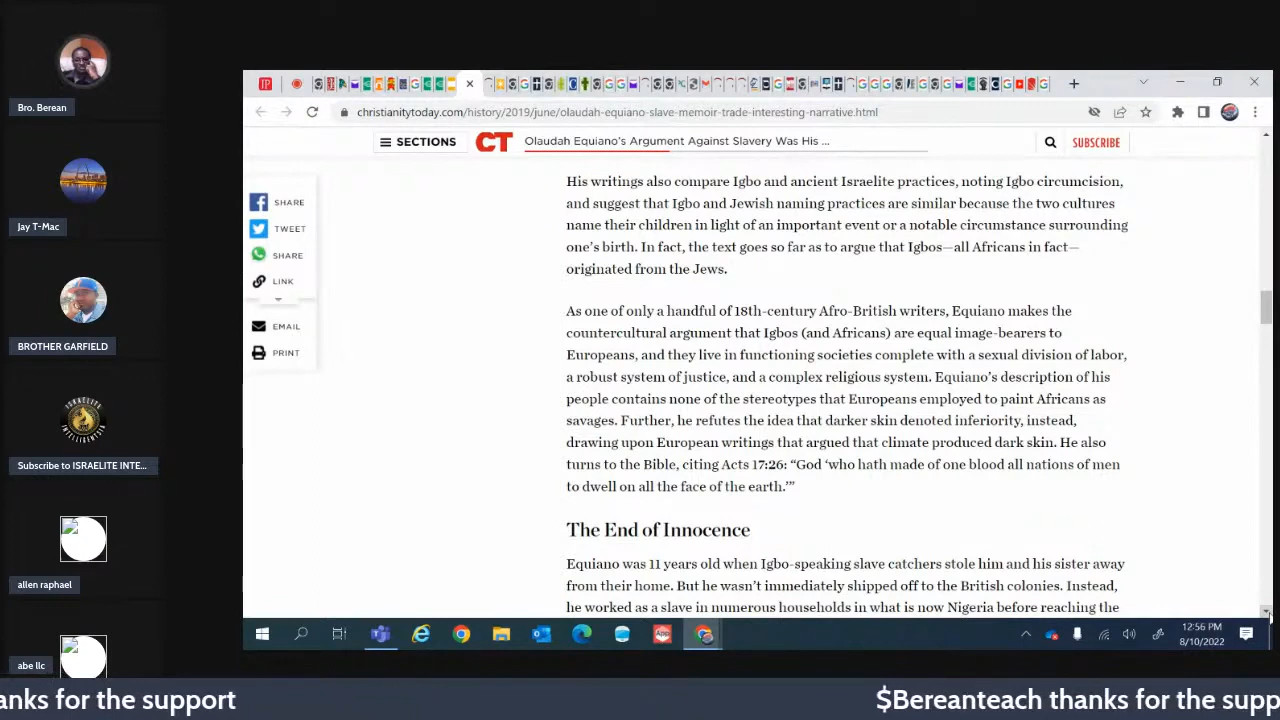 Bro. Berean
Jay T-Mac
BROTHER GARFIELD
ISRAELITE
INTELLIGENTSIA
Subscribe to ISRAELITE INTE...
allen raphael
abe llc
christianitytoday.com/history/2019/june/olaudah-equiano-slave-memoir-trade-interesting-narrative.html
SECTIONS
CT
Olaudah Equiano's Argument Against Slavery Was His ...
SUBSCRIBE
SHARE
TWEET
SHARE
LINK
EMAIL
PRINT
His writings also compare Igbo and ancient Israelite practices, noting Igbo circumcision,
and suggest that Igbo and Jewish naming practices are similar because the two cultures
name their children in light of an important event or a notable circumstance surrounding
one's birth. In fact, the text goes so far as to argue that Igbos—all Africans in fact—
originated from the Jews.
As one of only a handful of 18th-century Afro-British writers, Equiano makes the
countercultural argument that Igbos (and Africans) are equal image-bearers to
Europeans, and they live in functioning societies complete with a sexual division of labor,
a robust system of justice, and a complex religious system. Equiano's description of his
people contains none of the stereotypes that Europeans employed to paint Africans as
savages. Further, he refutes the idea that darker skin denoted inferiority, instead,
drawing upon European writings that argued that climate produced dark skin. He also
turns to the Bible, citing Acts 17:26: “God ‘who hath made of one blood all nations of men
to dwell on all the face of the earth.’”
The End of Innocence
Equiano was 11 years old when Igbo-speaking slave catchers stole him and his sister away
from their home. But he wasn't immediately shipped off to the British colonies. Instead,
he worked as a slave in numerous households in what is now Nigeria before reaching the
App
12:56 PM
8/10/2022
anks for the support
$Bereanteach thanks for the supp